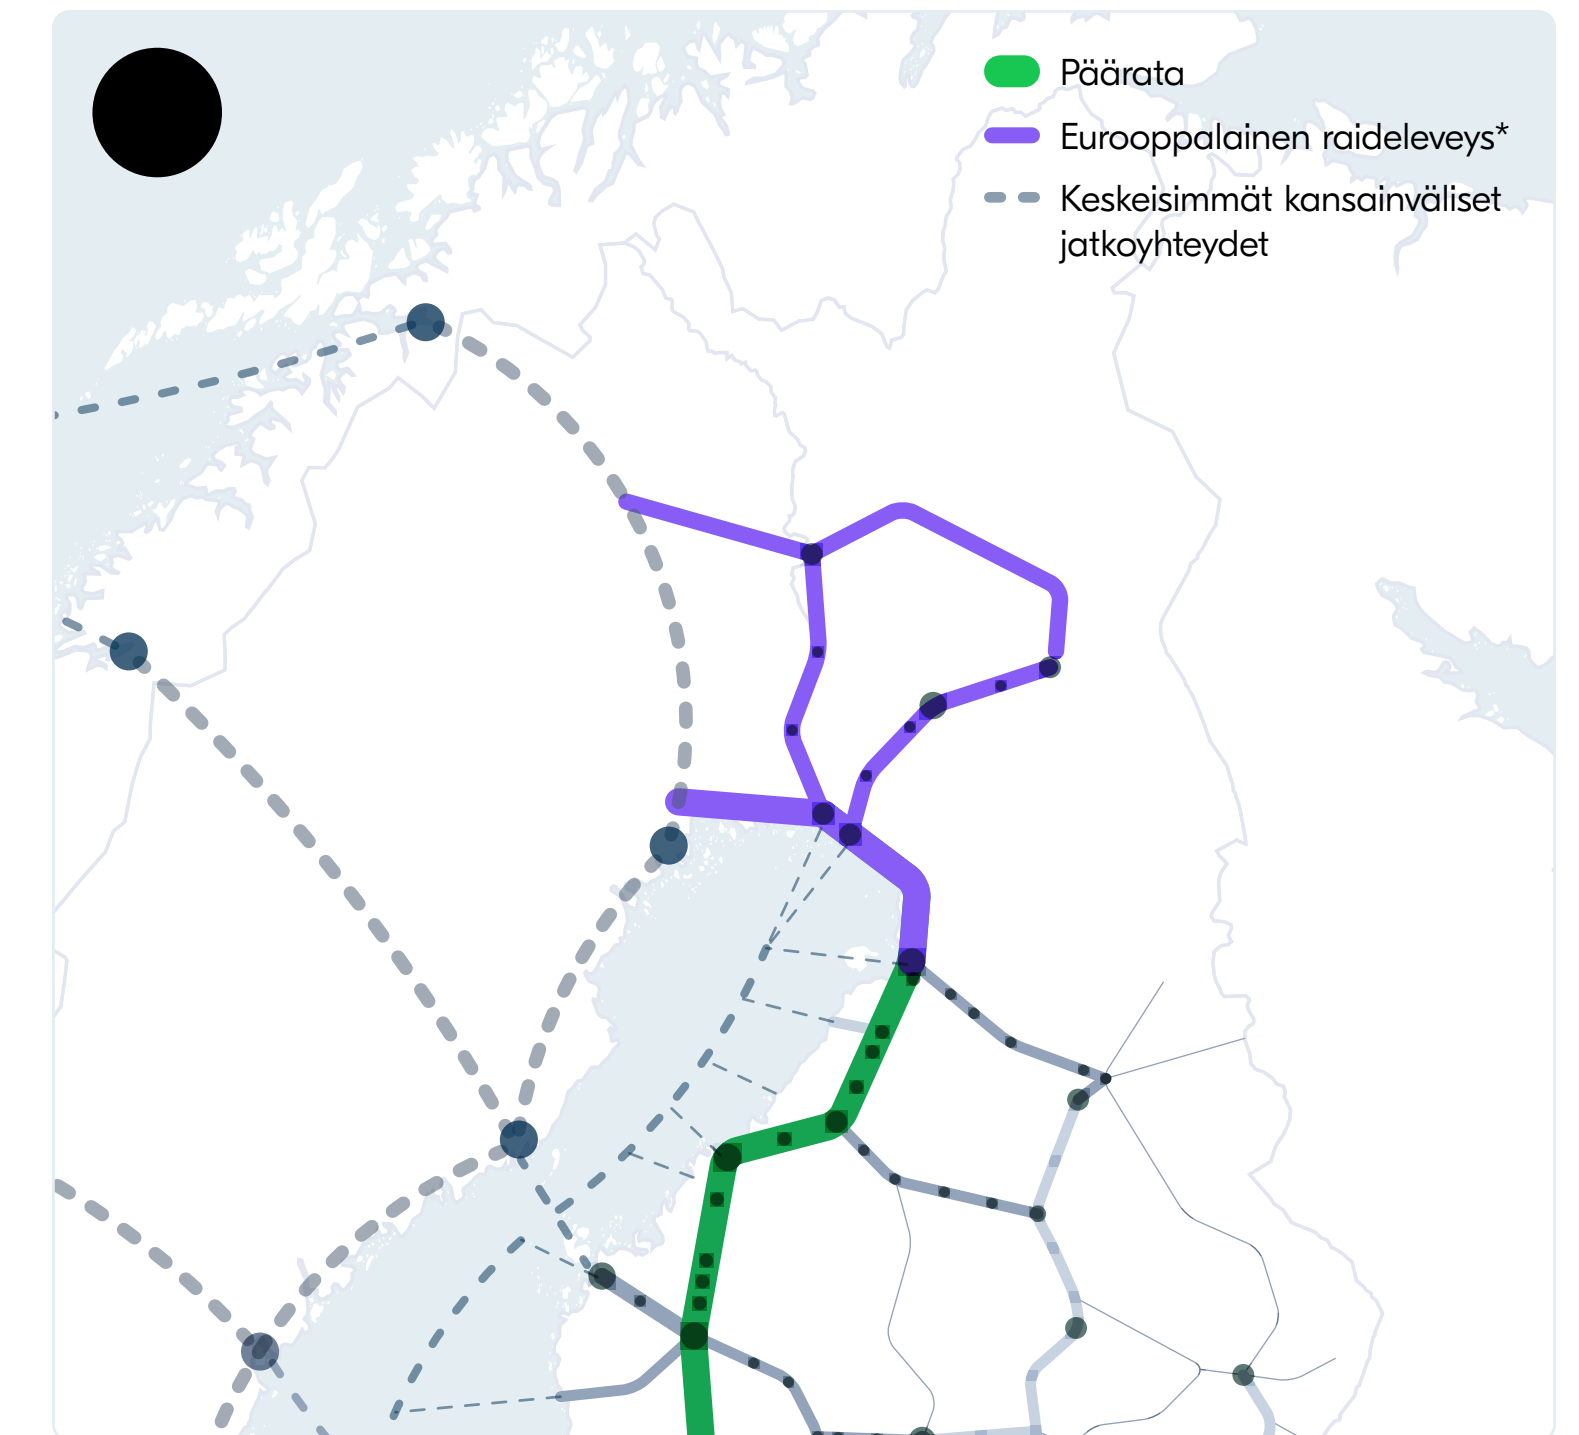 Päärata
Eurooppalainen raideleveys*
Keskeisimmät kansainväliset
jatkoyhteydet